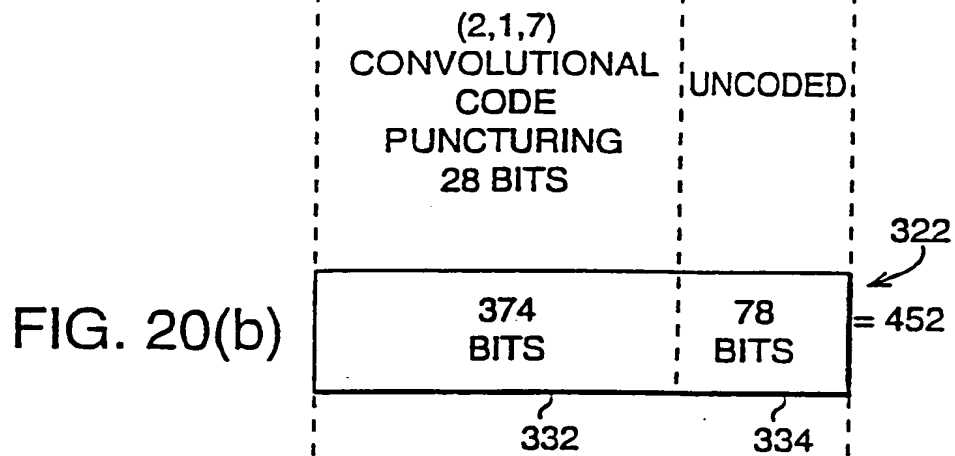 (2,1,7)
CONVOLUTIONAL
CODE
PUNCTURING
28 BITS
UNCODED
322
FIG. 20(b)
374
BITS
78
BITS
= 452
332
334